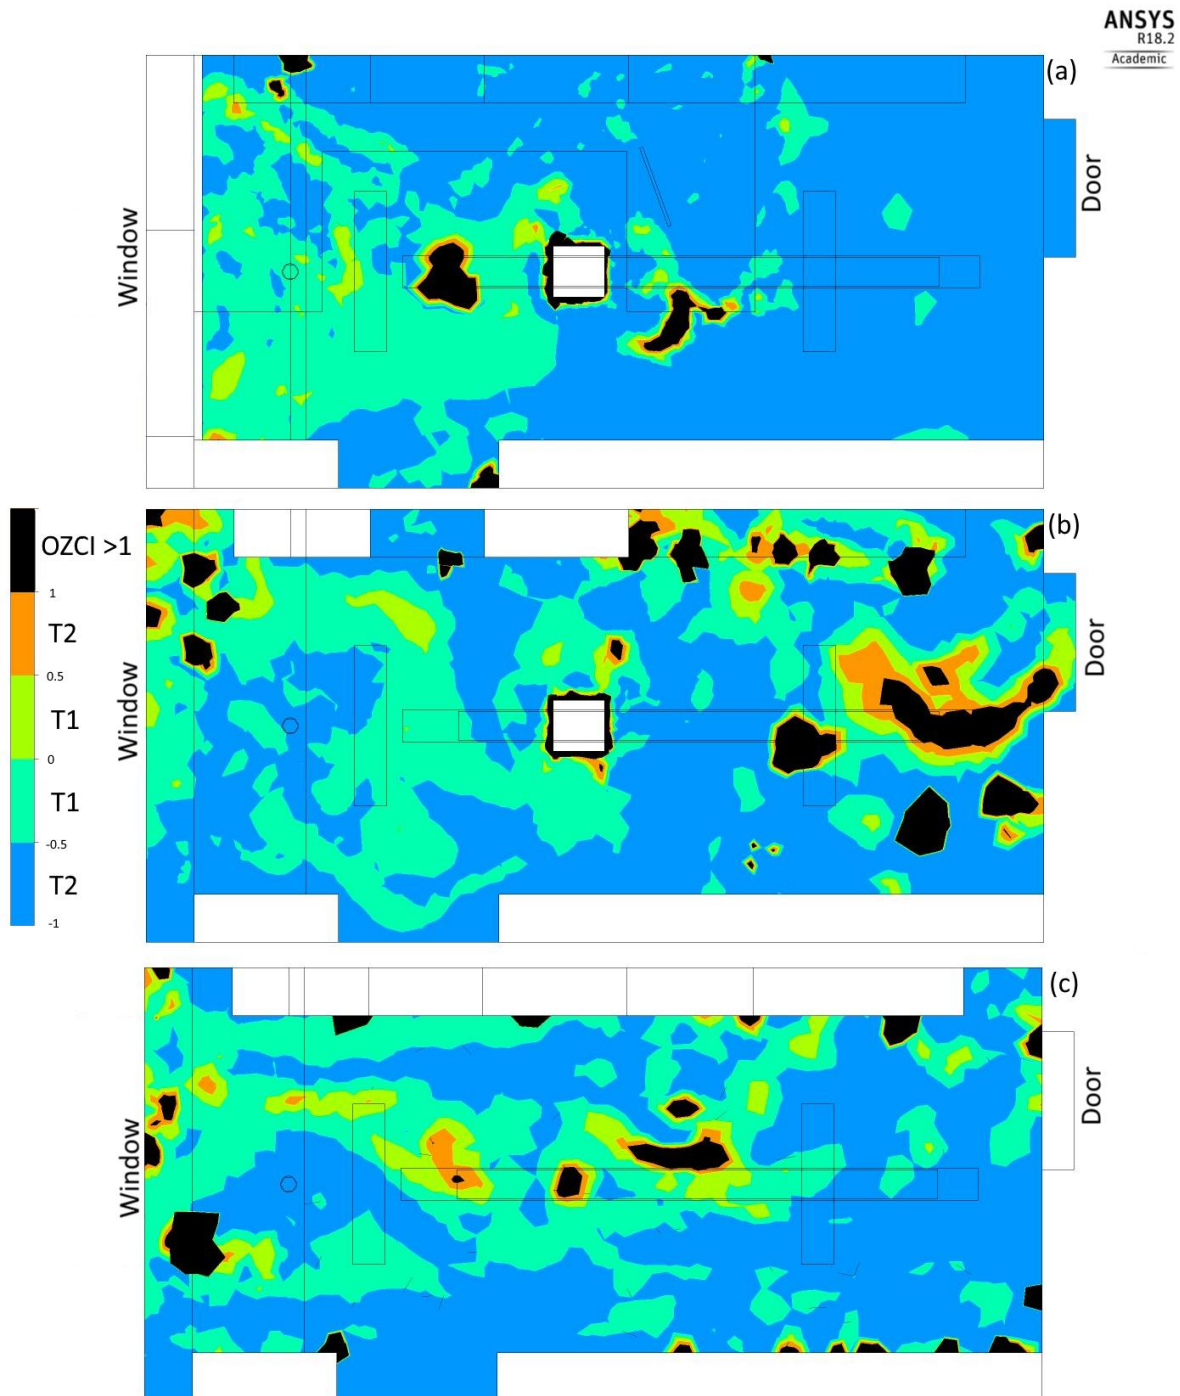 ANSYS
R18.2
Academic
(a)
Window
Door
(b)
OZCI >1
1
T2
0.5
T1
0
T1
-0.5
T2
-1
Window
Door
(c)
Window
Door